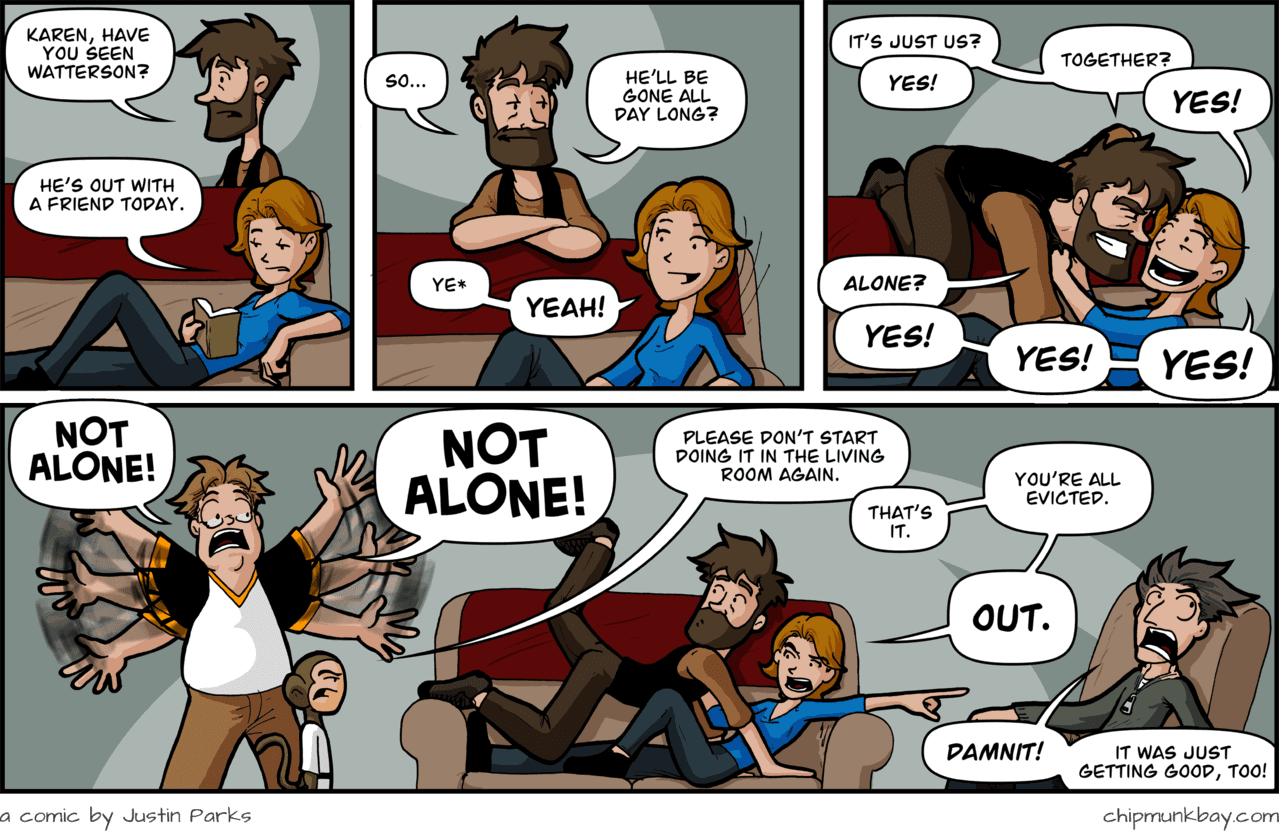 KAREN, HAVE
YOU SEEN
WATTERSON?
HE'S OUT WITH
A FRIEND TODAY.
SO...
HE'LL BE
GONE ALL
DAY LONG?
YE*
YEAH!
IT'S JUST US?
YES!
TOGETHER?
YES!
ALONE?
YES!
YES!
YES!
NOT
ALONE!
NOT
ALONE!
PLEASE DON'T START
DOING IT IN THE LIVING
ROOM AGAIN.
THAT'S
IT.
YOU'RE ALL
EVICTED.
OUT.
DAMNIT!
IT WAS JUST
GETTING GOOD, TOO!
a comic by Justin Parks
chipmunkbay.com